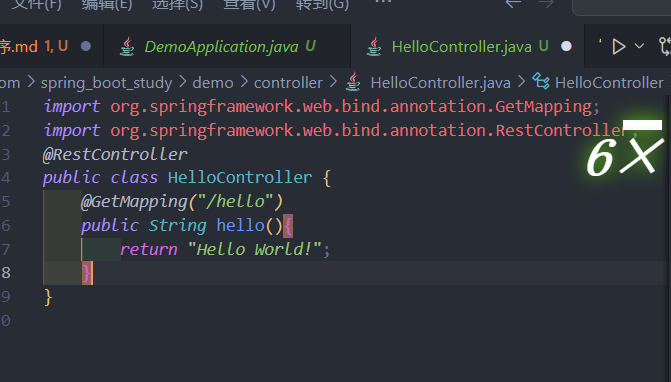 文件(F) 编辑(E) 选择(S) 查看(V) 转到(G) ···
序.md 1, U DemoApplication.java U HelloController.java U
om > spring_boot_study > demo > controller > HelloController.java > HelloController
1 import org.springframework.web.bind.annotation.GetMapping;
2 import org.springframework.web.bind.annotation.RestController;
3 @RestController
4 public class HelloController {
5 @GetMapping("/hello")
6 public String hello(){
7 return "Hello World!";
8 }
9 }
0
6×